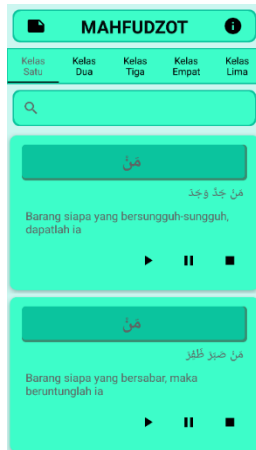 MAHFUDZOT
Kelas Satu
Kelas Dua
Kelas Tiga
Kelas Empat
Kelas Lima
مَنْ
مَنْ جَدَّ وَجَدَ
Barang siapa yang bersungguh-sungguh,
dapatlah ia
مَنْ
مَنْ صَبَرَ ظَفِرَ
Barang siapa yang bersabar, maka
beruntunglah ia